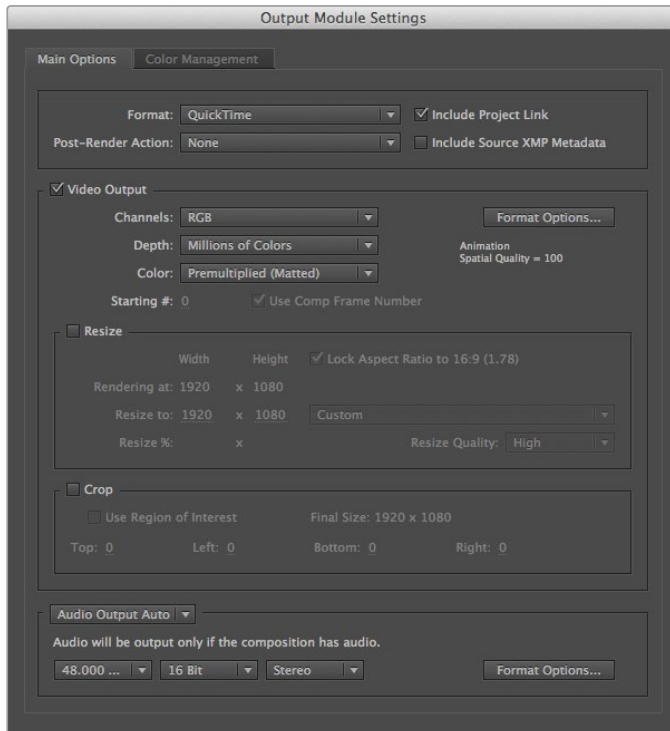 Output Module Settings
Main Options Color Management
Format: QuickTime Include Project Link
Post-Render Action: None Include Source XMP Metadata
Video Output
Channels: RGB Format Options...
Depth: Millions of Colors Animation
Spatial Quality = 100
Color: Premultiplied (Matted)
Starting #: 0 Use Comp Frame Number
Resize
Width Height Lock Aspect Ratio to 16:9 (1.78)
Rendering at: 1920 x 1080
Resize to: 1920 x 1080 Custom
Resize %: x Resize Quality: High
Crop
Use Region of Interest Final Size: 1920 x 1080
Top: 0 Left: 0 Bottom: 0 Right: 0
Audio Output Auto
Audio will be output only if the composition has audio.
48.000 ... 16 Bit Stereo Format Options...